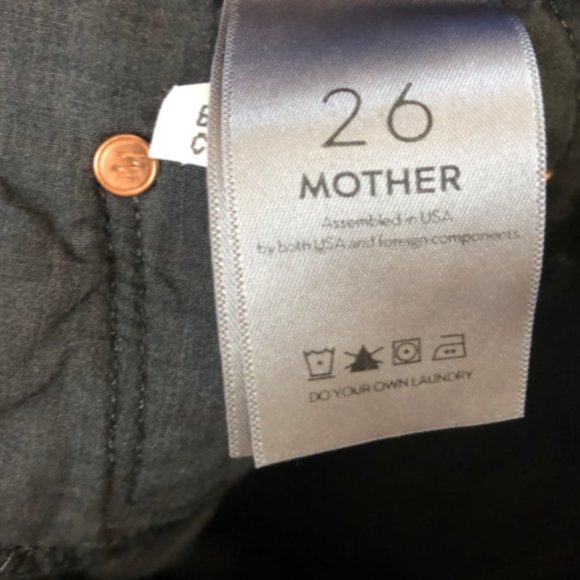 26
MOTHER
Assembled in USA
by both USA and foreign components
DO YOUR OWN LAUNDRY